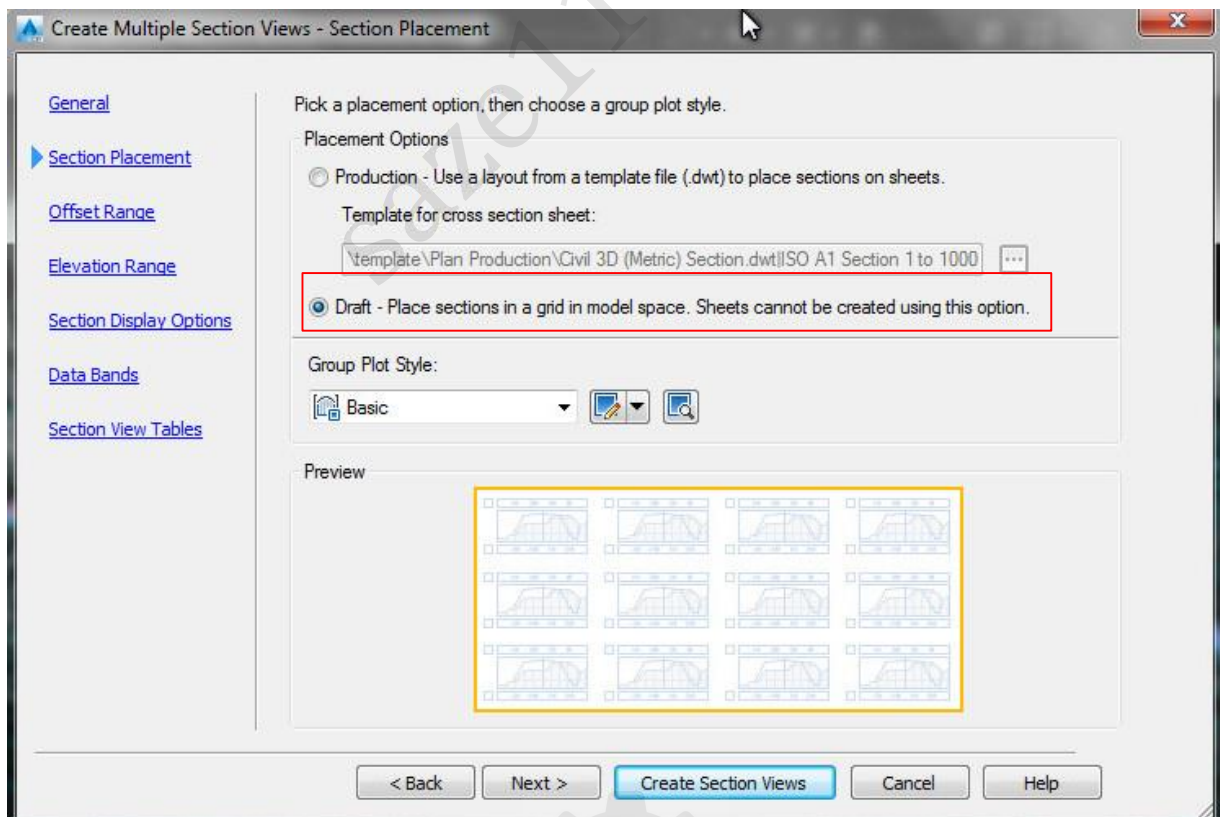 Create Multiple Section Views - Section Placement
General
Section Placement
Offset Range
Elevation Range
Section Display Options
Data Bands
Section View Tables
Pick a placement option, then choose a group plot style.
Placement Options
Production - Use a layout from a template file (.dwt) to place sections on sheets.
Template for cross section sheet:
\template\Plan Production\Civil 3D (Metric) Section.dwt|ISO A1 Section 1 to 1000
...
Draft - Place sections in a grid in model space. Sheets cannot be created using this option.
Group Plot Style:
Basic
Preview
< Back
Next >
Create Section Views
Cancel
Help
saze11